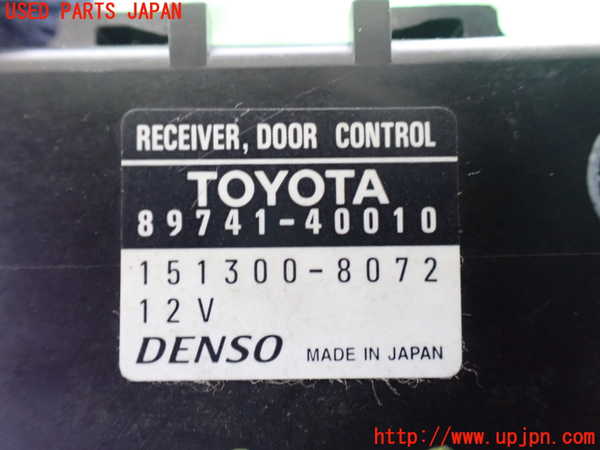 USED PARTS JAPAN
RECEIVER, DOOR CONTROL
TOYOTA
89741-40010
151300-8072
12V
DENSO MADE IN JAPAN
http://www.upjpn.com/